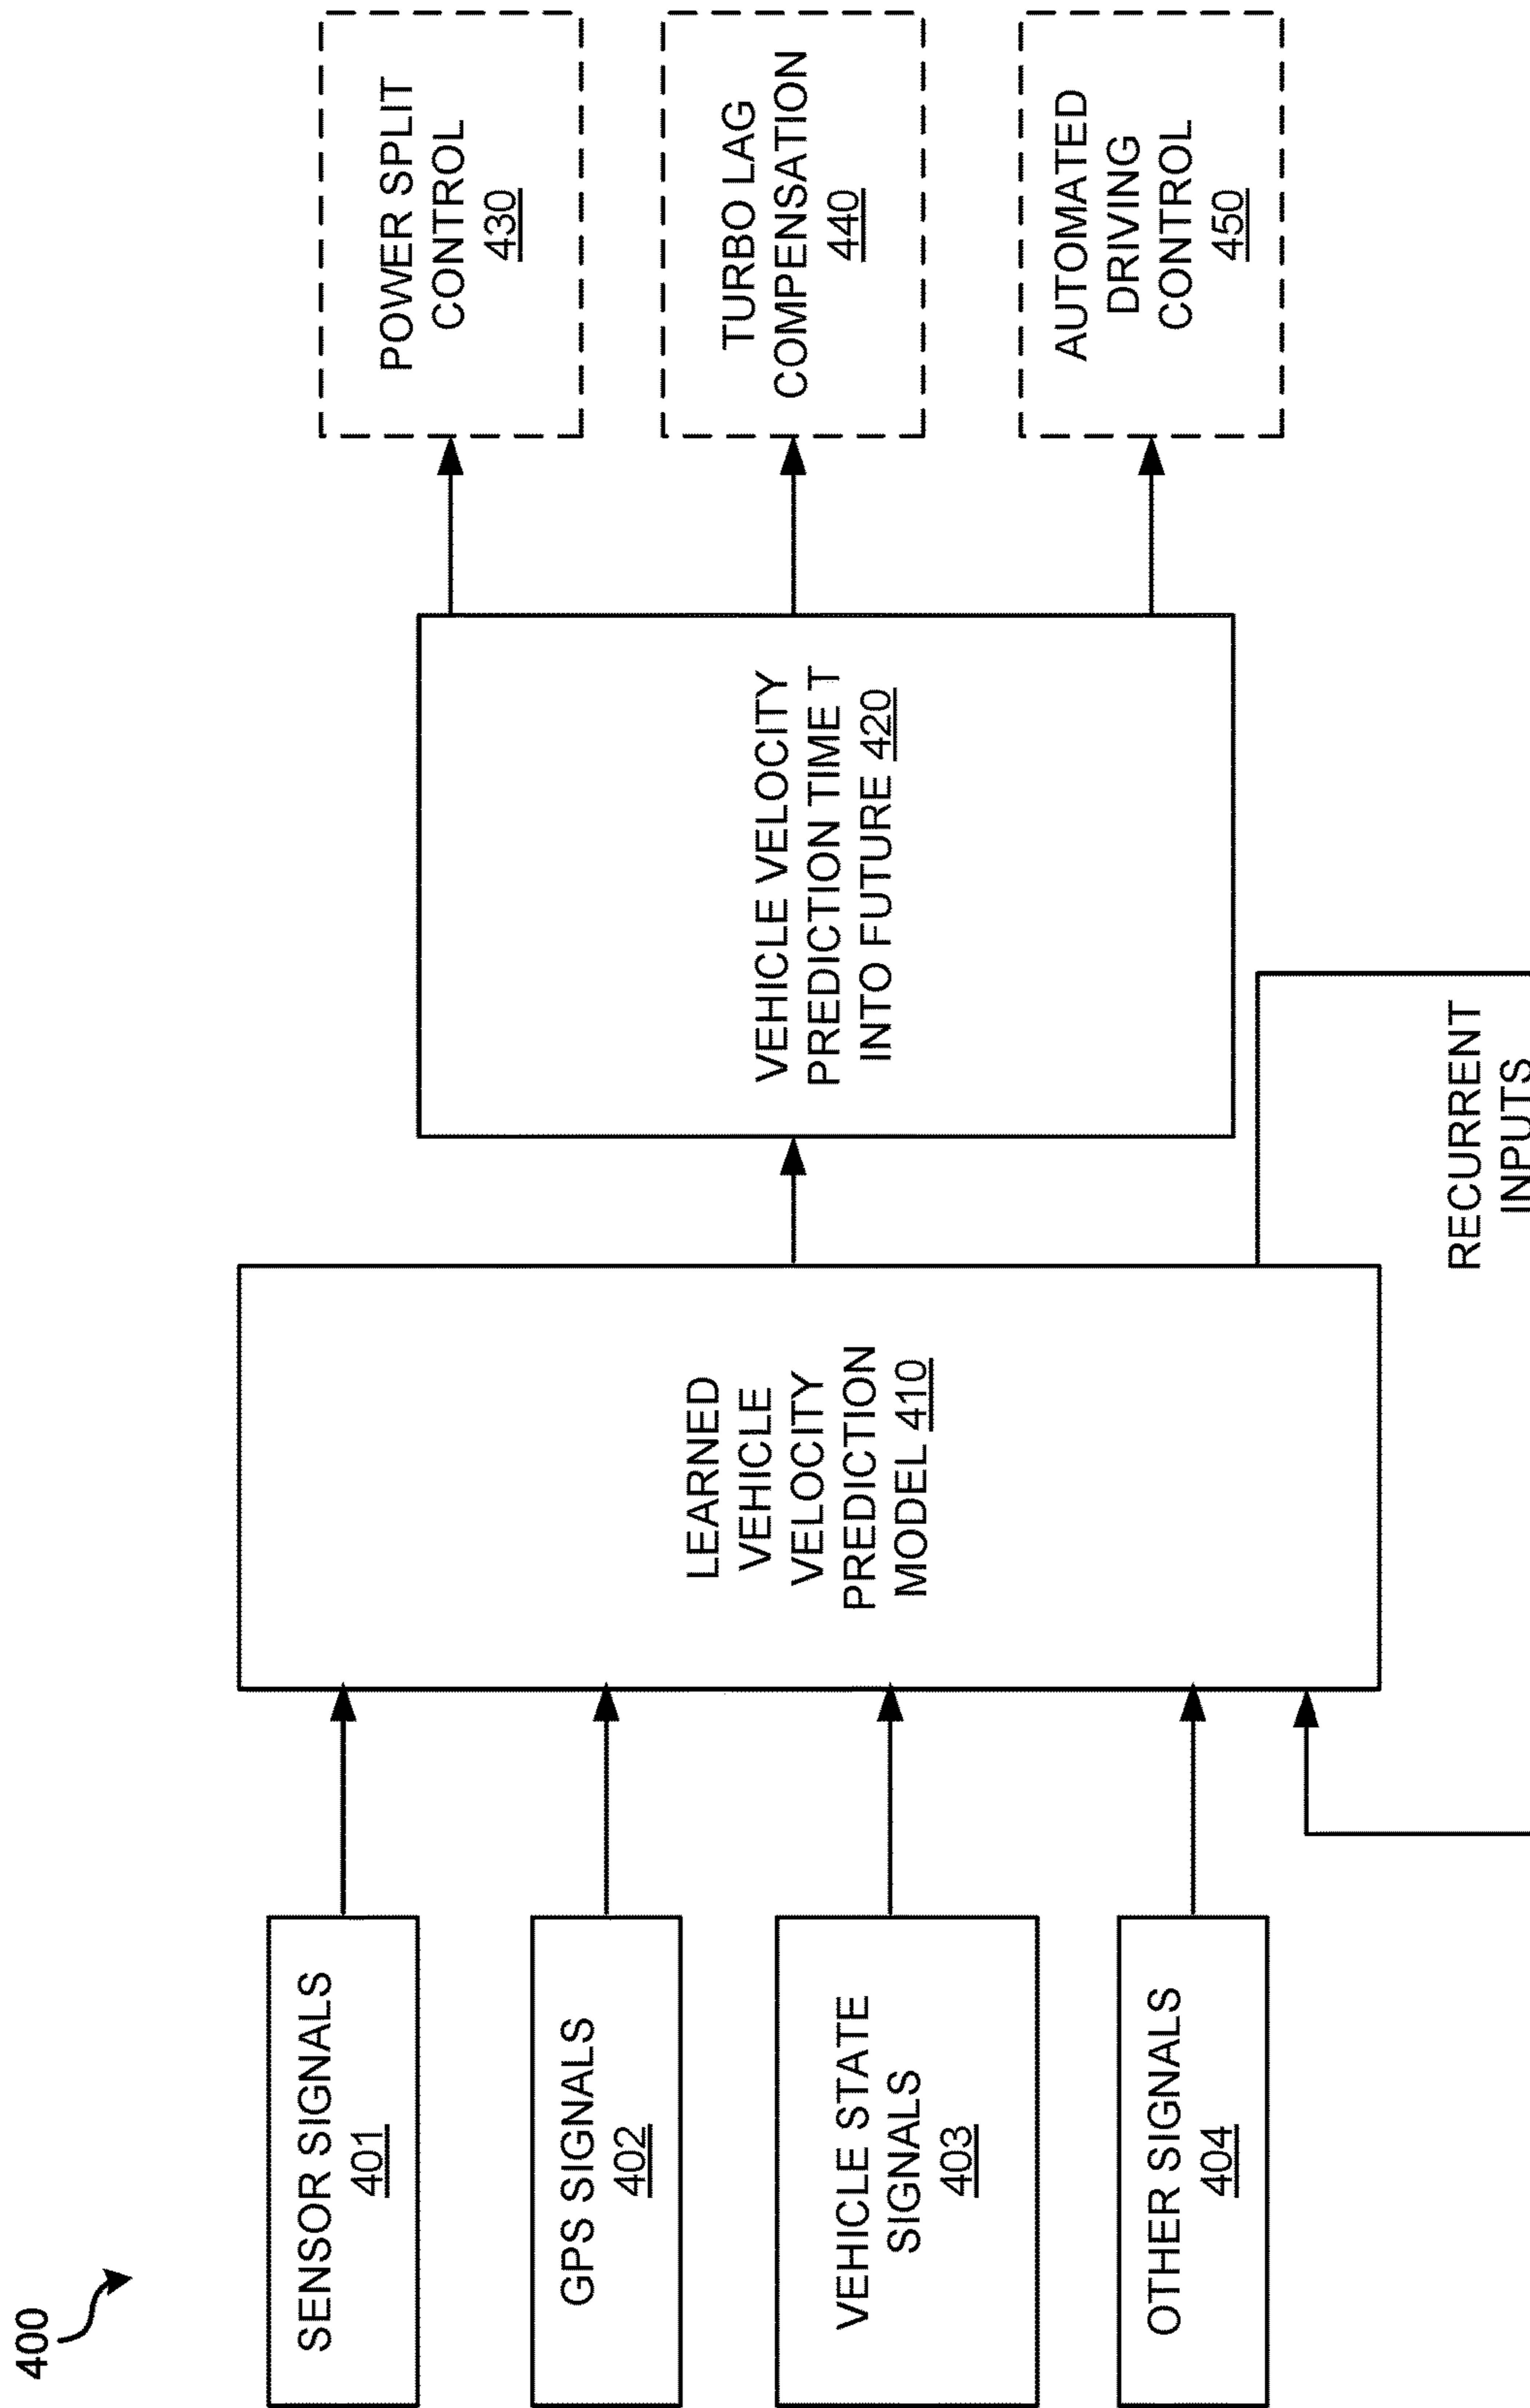 400
SENSOR SIGNALS
401
GPS SIGNALS
402
VEHICLE STATE
SIGNALS
403
OTHER SIGNALS
404
LEARNED
VEHICLE
VELOCITY
PREDICTION
MODEL 410
RECURRENT
INPUTS
VEHICLE VELOCITY
PREDICTION TIME T
INTO FUTURE 420
POWER SPLIT
CONTROL
430
TURBO LAG
COMPENSATION
440
AUTOMATED
DRIVING
CONTROL
450